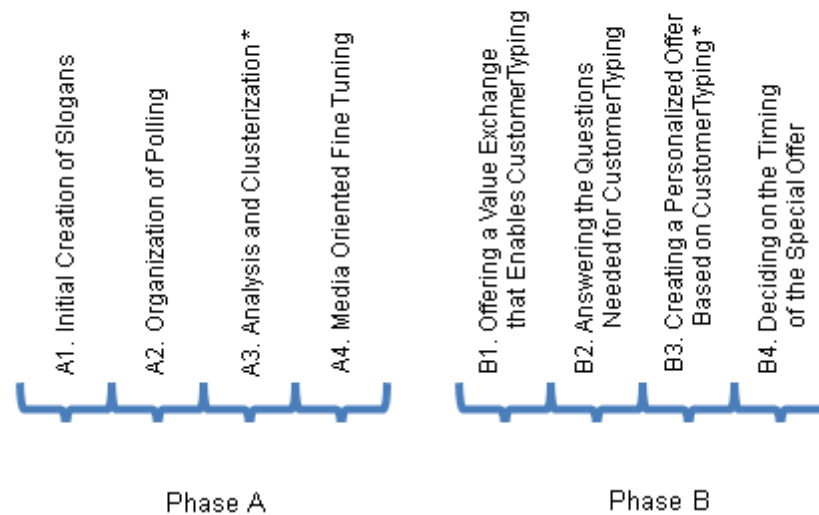 A1. Initial Creation of Slogans
A2. Organization of Polling
A3. Analysis and Clusterization*
A4. Media Oriented Fine Tuning
B1. Offering a Value Exchange
that Enables CustomerTyping
B2. Answering the Questions
Needed for CustomerTyping
B3. Creating a Personalized Offer
Based on CustomerTyping*
B4. Deciding on the Timing
of the Special Offer
Phase A
Phase B